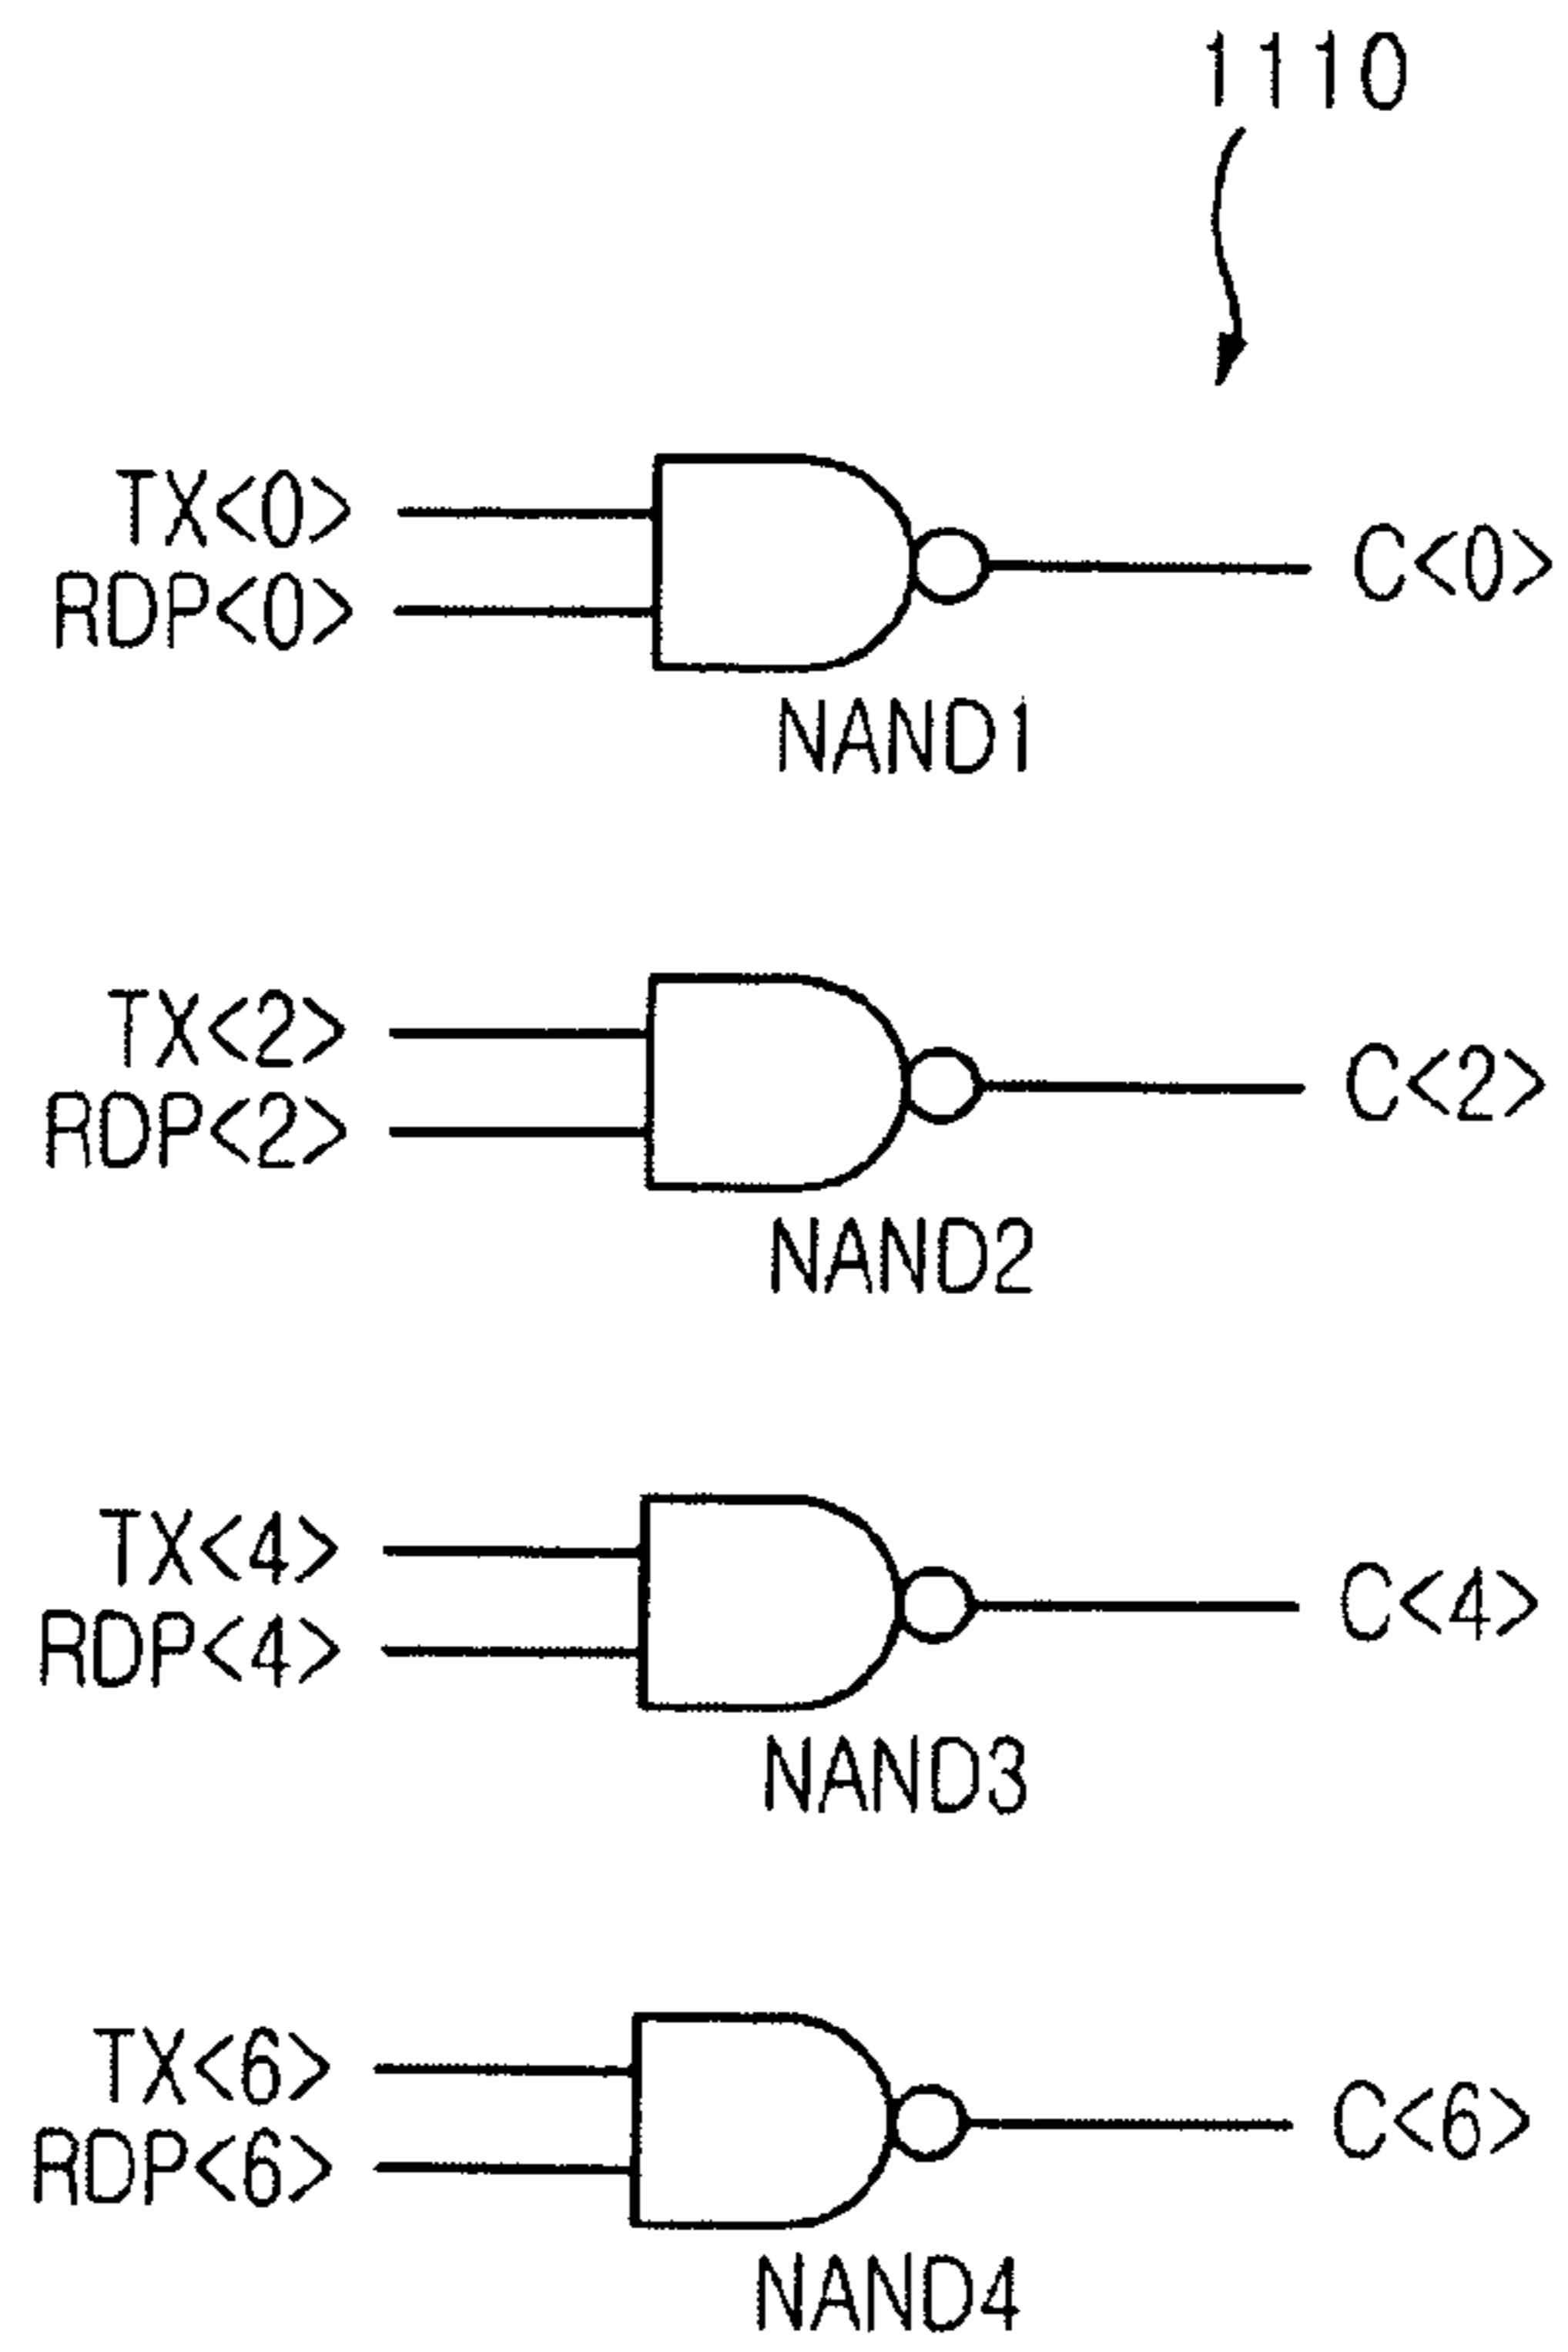 1110
TX<0>
RDP<0>
C<0>
NAND1
TX<2>
RDP<2>
C<2>
NAND2
TX<4>
RDP<4>
C<4>
NAND3
TX<6>
RDP<6>
C<6>
NAND4